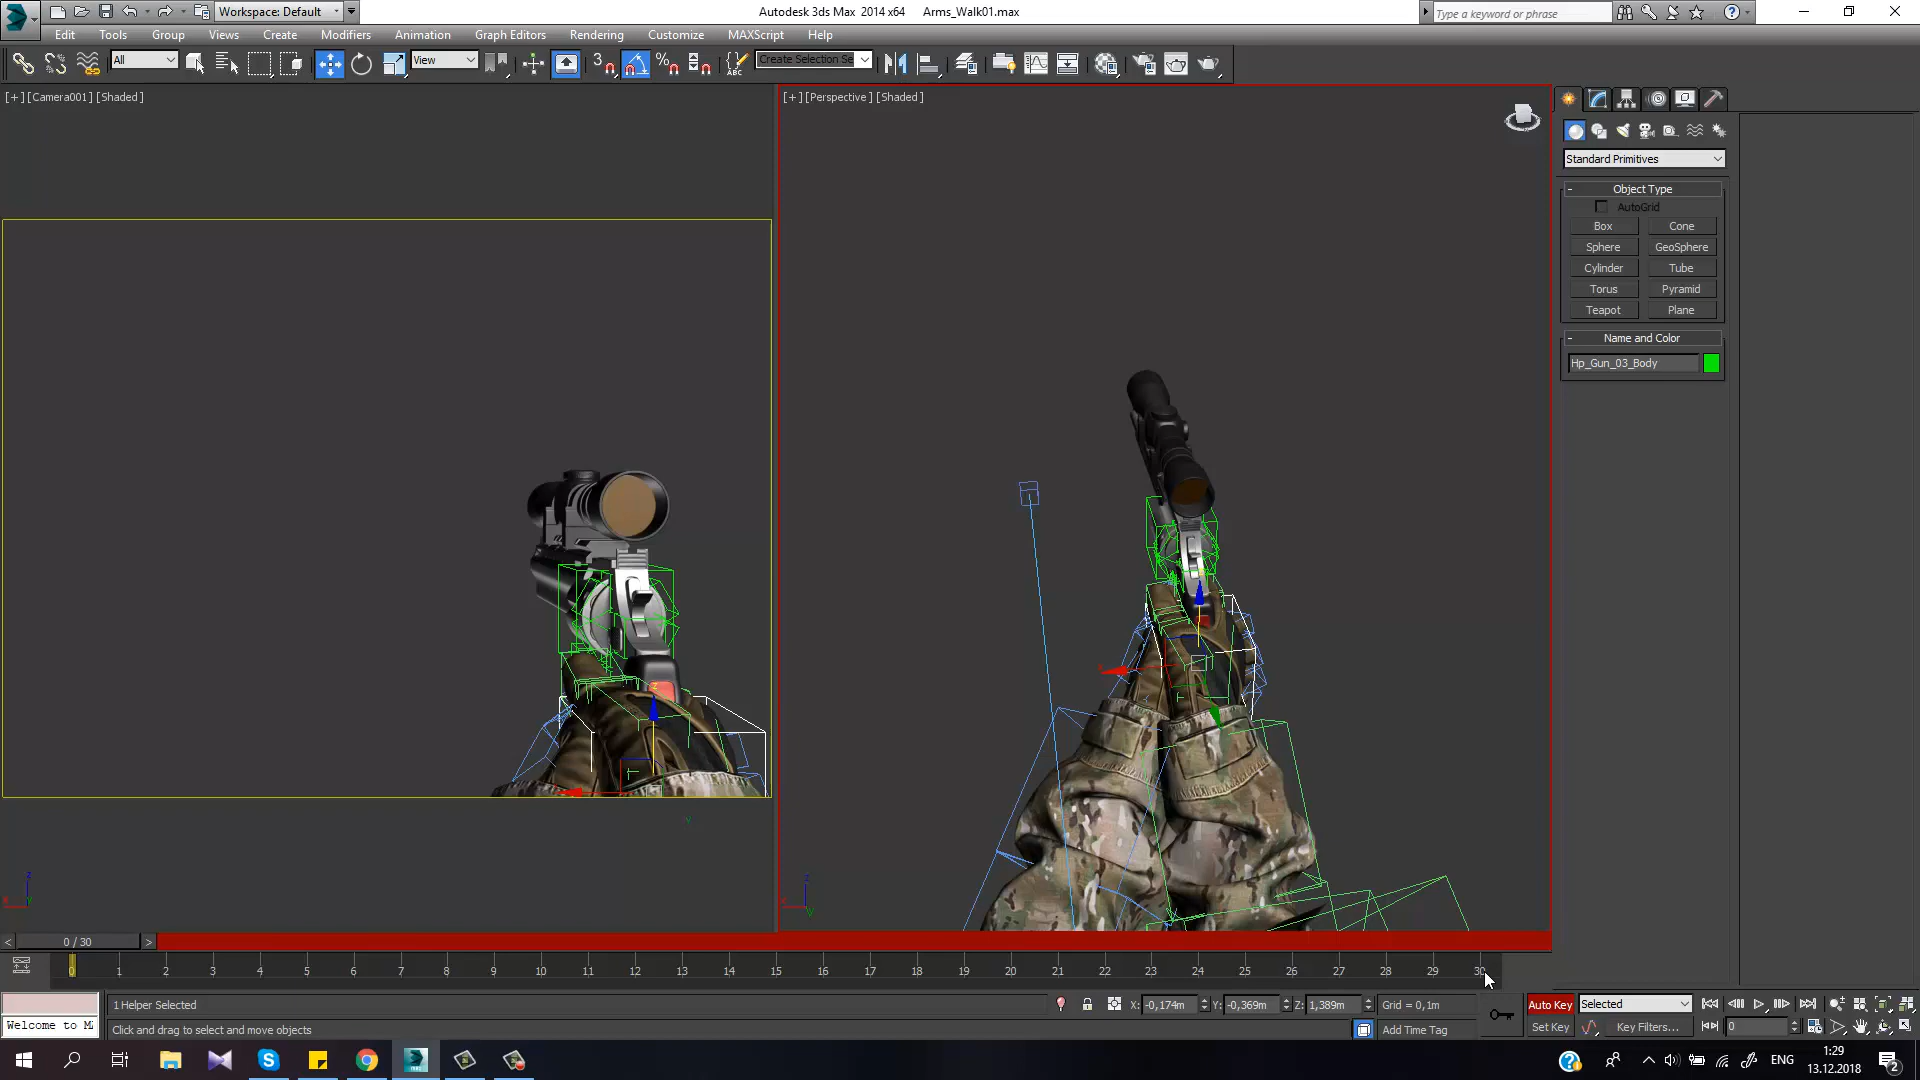 Workspace: Default
Autodesk 3ds Max 2014 x64 Arms_Walk01.max
Type a keyword or phrase
Edit Tools Group Views Create Modifiers Animation Graph Editors Rendering Customize MAXScript Help
All View 3 % ABC Create Selection Se
[+] [Camera001] [Shaded]
[+] [Perspective] [Shaded]
Standard Primitives
- Object Type
AutoGrid
Box Cone
Sphere GeoSphere
Cylinder Tube
Torus Pyramid
Teapot Plane
- Name and Color
Hp_Gun_03_Body
< 0 / 30 >
0 1 2 3 4 5 6 7 8 9 10 11 12 13 14 15 16 17 18 19 20 21 22 23 24 25 26 27 28 29 30
1 Helper Selected
X: -0,174m Y: -0,369m Z: 1,389m Grid = 0,1m
Auto Key Selected
Welcome to M
Click and drag to select and move objects
Add Time Tag
Set Key Key Filters... 0
ENG 1:29
13.12.2018 2